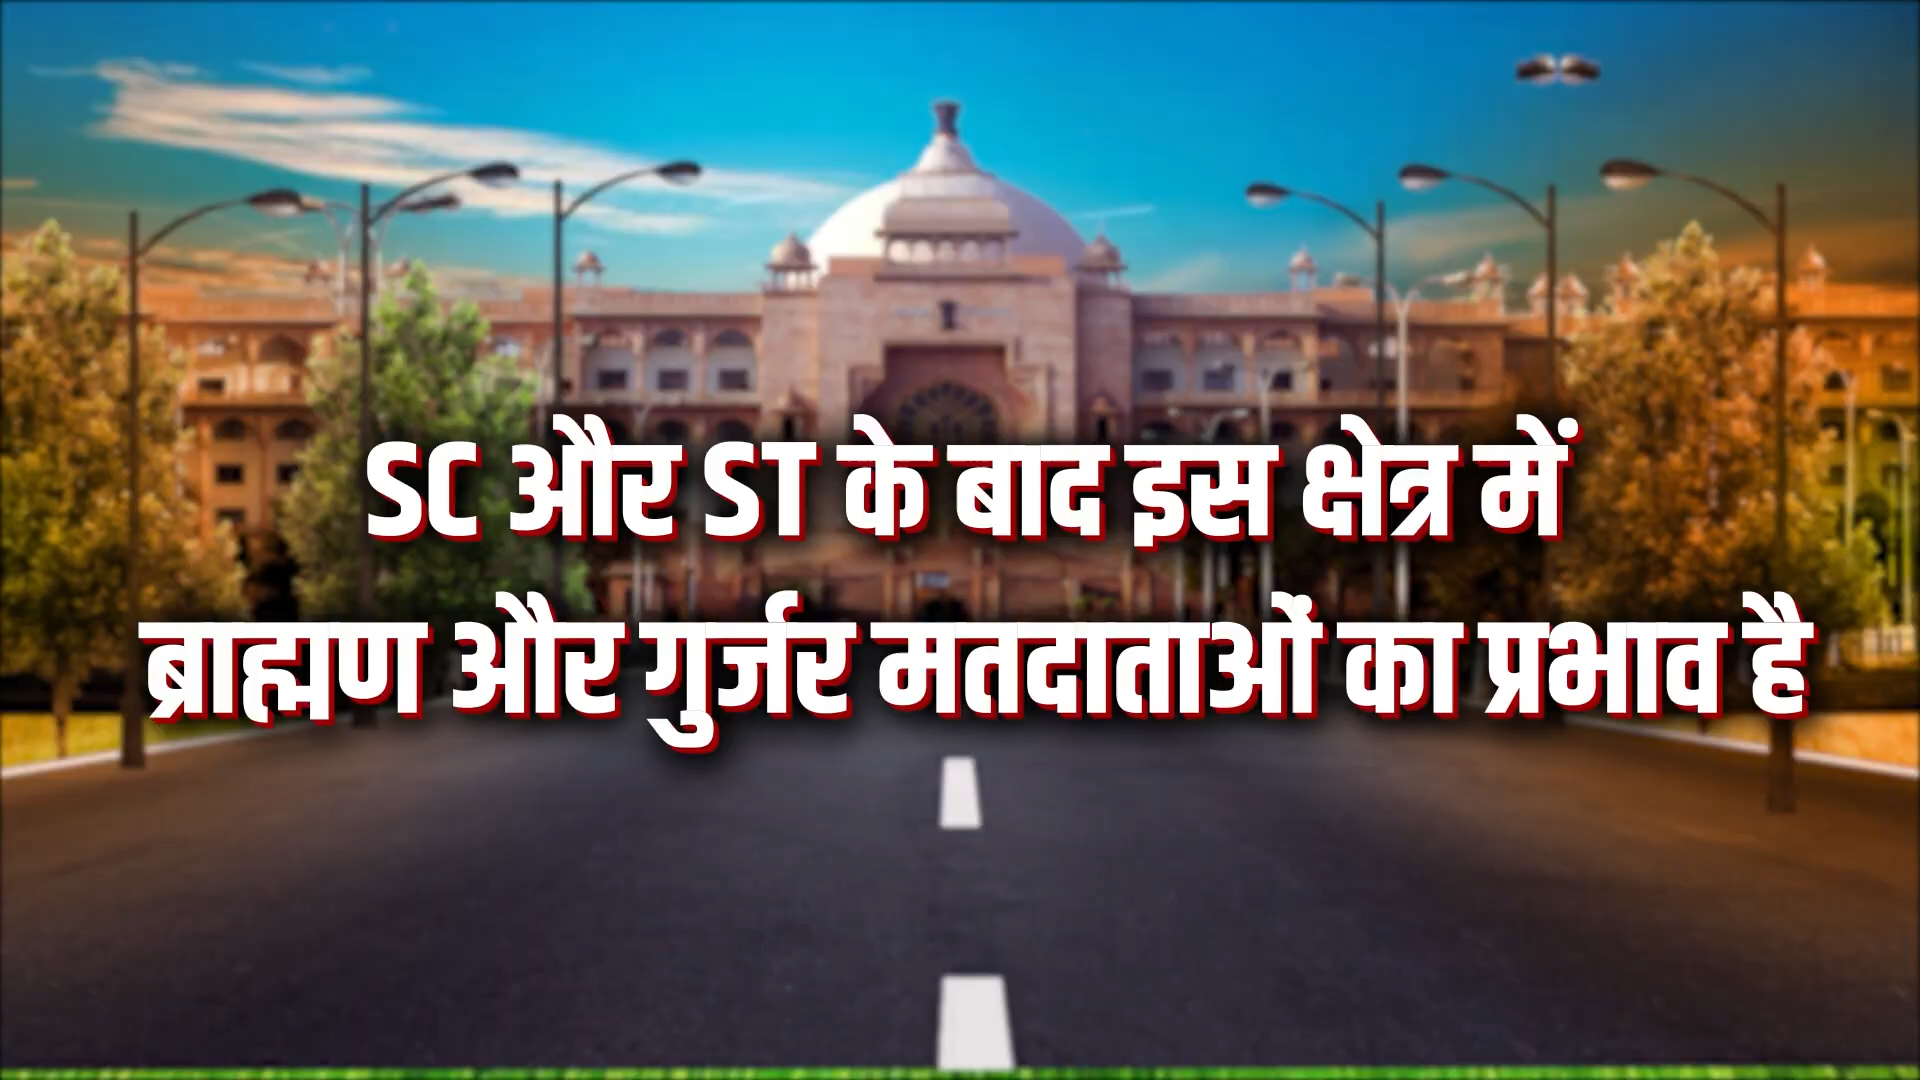 SC और ST के बाद इस क्षेत्र में
ब्राह्मण और गुर्जर मतदाताओं का प्रभाव है